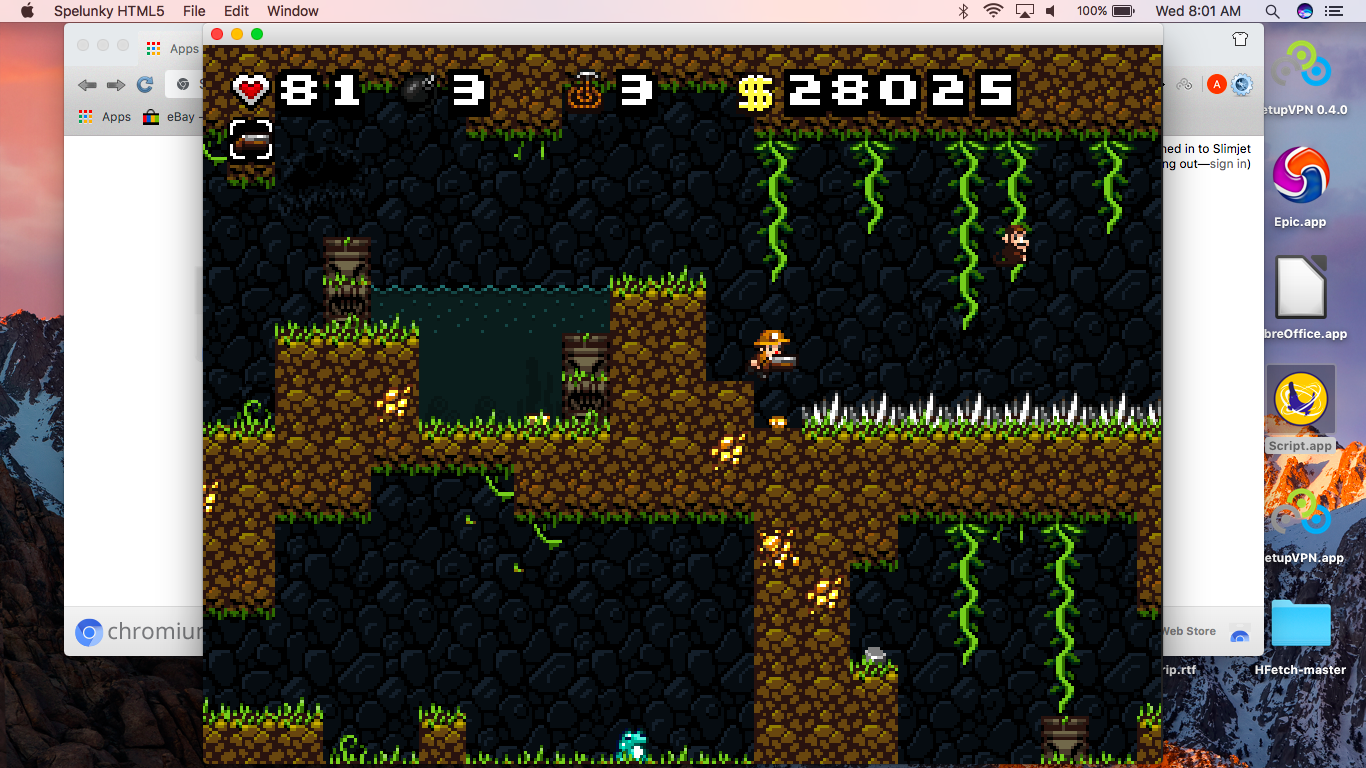 Spelunky HTML5 File Edit Window 100% Wed 8:01 AM
Apps
81 3 3 $28025
A
etupVPN 0.4.0
Apps eBay –
ned in to Slimjet
ng out—sign in)
Epic.app
breOffice.app
Script.app
etupVPN.app
chromium
Web Store
rip.rtf
HFetch-master